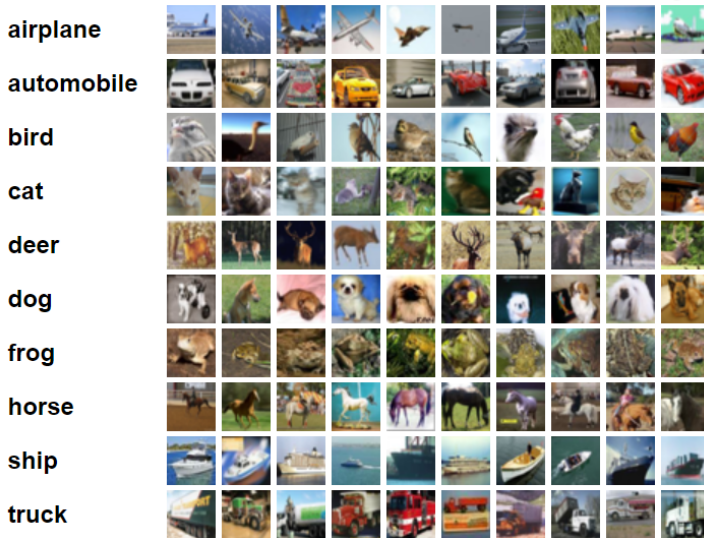 airplane
automobile
bird
cat
deer
dog
frog
horse
ship
truck